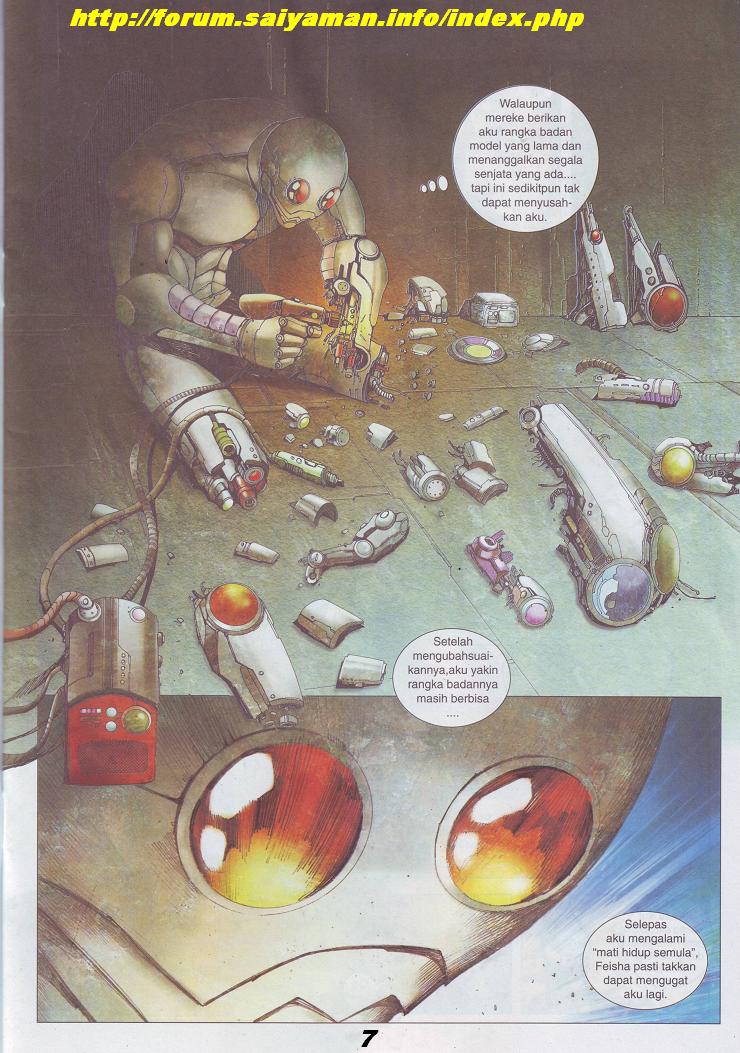 http://forum.saiyaman.info/index.php
Walaupun
mereke berikan
aku rangka badan
model yang lama dan
menanggalkan segala
senjata yang ada....
tapi ini sedikitpun tak
dapat menyusah-
kan aku.
Setelah
mengubahsuai-
kannya,aku yakin
rangka badannya
masih berbisa
....
Selepas
aku mengalami
“mati hidup semula”,
Feisha pasti takkan
dapat mengugat
aku lagi.
7